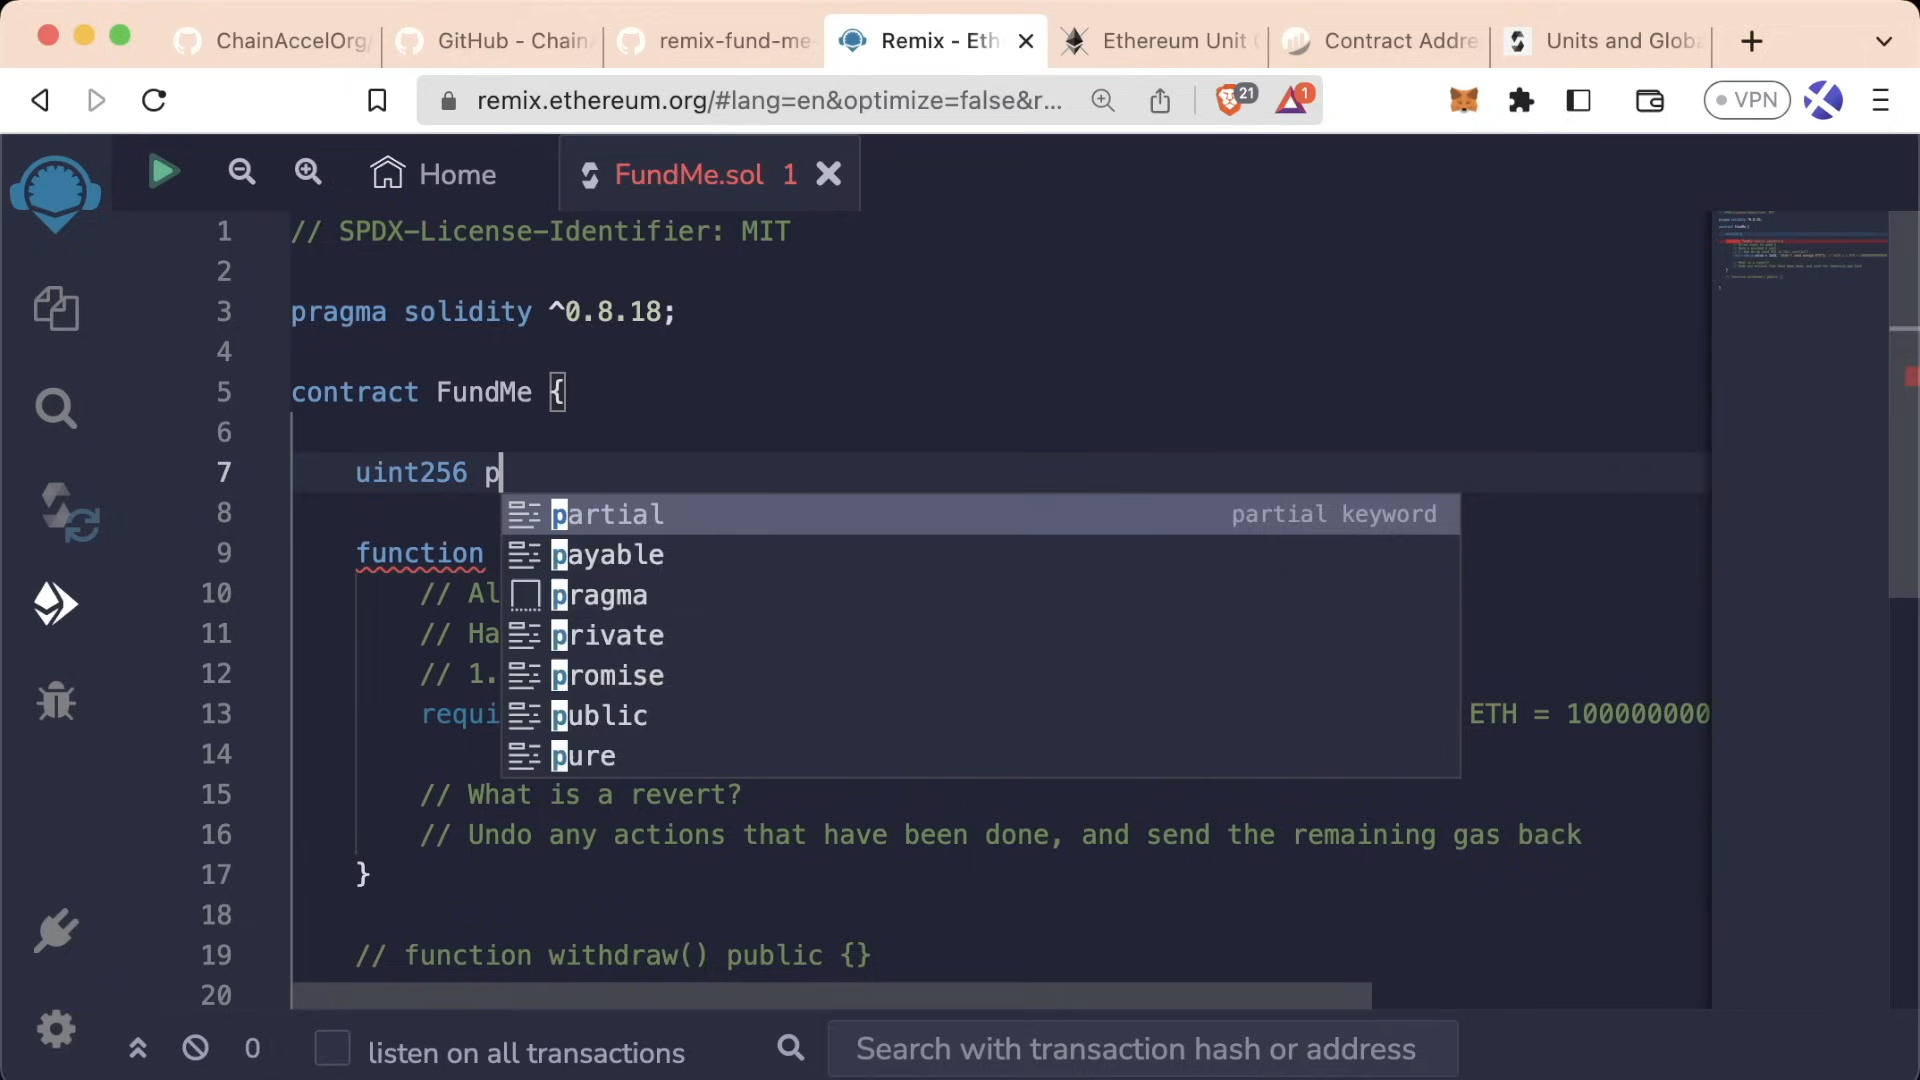 ChainAccelOrg
GitHub - Chain
remix-fund-me
Remix - Eth
Ethereum Unit
Contract Addre
Units and Globa
remix.ethereum.org/#lang=en&optimize=false&r...
21
1
VPN
Home
FundMe.sol 1
1 // SPDX-License-Identifier: MIT
2
3 pragma solidity ^0.8.18;
4
5 contract FundMe {
6
7 uint256 p
8 partial partial keyword
9 function payable
10 // Al pragma
11 // Ha private
12 // 1. promise
13 requi public ETH = 100000000
14 pure
15 // What is a revert?
16 // Undo any actions that have been done, and send the remaining gas back
17 }
18
19 // function withdraw() public {}
20
0
listen on all transactions
Search with transaction hash or address